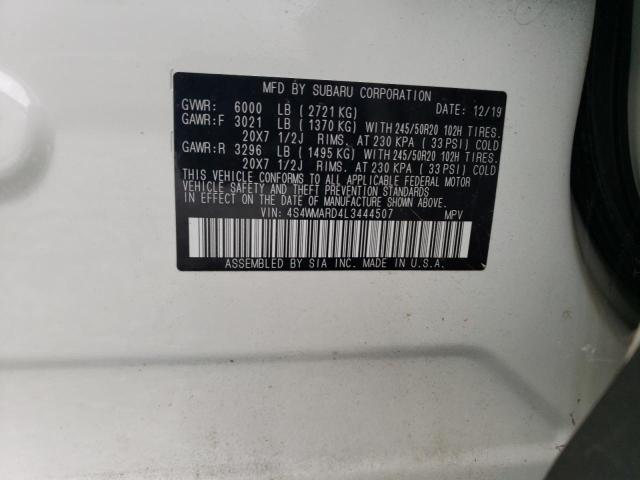 MFD BY SUBARU CORPORATION
GVWR: 6000 LB ( 2721 KG) DATE: 12/19
GAWR:F 3021 LB ( 1370 KG) WITH 245/50R20 102H TIRES.
20X7 1/2J RIMS. AT 230 KPA ( 33 PSI) COLD
GAWR:R 3296 LB ( 1495 KG) WITH 245/50R20 102H TIRES.
20X7 1/2J RIMS. AT 230 KPA ( 33 PSI) COLD
THIS VEHICLE CONFORMS TO ALL APPLICABLE FEDERAL MOTOR
VEHICLE SAFETY AND THEFT PREVENTION STANDARDS
IN EFFECT ON THE DATE OF MANUFACTURE SHOWN ABOVE.
VIN: 4S4WMARD4L3444507 MPV
ASSEMBLED BY SIA INC. MADE IN U.S.A.